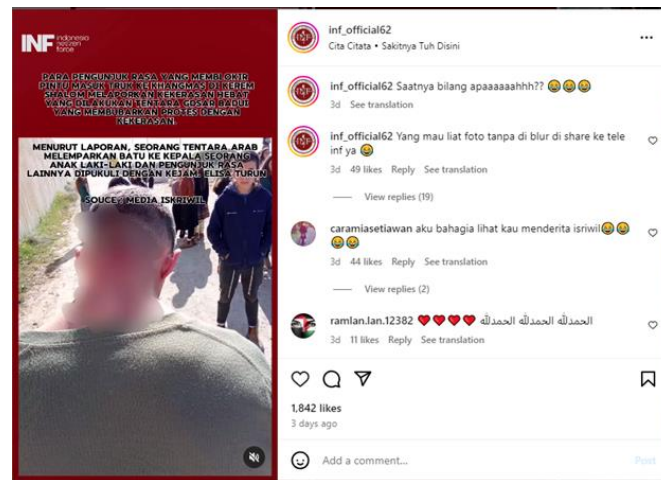 INF indonesia
netizen
force
PARA PENGUNJUK RASA YANG MEMBLOKIR
PINTU MASUK TRUK KE KHANGMAS DI KEREM
SHALOM MELAPORKAN KEKERASAN HEBAT
YANG DILAKUKAN TENTARA GOSAR BADUI
YANG MEMBUBARKAN PROTES DENGAN
KEKERASAN.
MENURUT LAPORAN, SEORANG TENTARA ARAB
MELEMPARKAN BATU KE KEPALA SEORANG
ANAK LAKI-LAKI DAN PENGUNJUK RASA
LAINNYA DIPUKULI DENGAN KEJAM, ELISA TURUN
SOUCE: MEDIA ISKRIWIL
inf_official62
Cita Citata • Sakitnya Tuh Disini
inf_official62 Saatnya bilang apaaaaaahhh?? 😂😂😂
3d See translation
inf_official62 Yang mau liat foto tanpa di blur di share ke tele
inf ya 😂
3d 49 likes Reply See translation
View replies (19)
caramiasetiawan aku bahagia lihat kau menderita isriwil😂😂
😂😂
3d 44 likes Reply See translation
View replies (2)
ramlan.lan.12382 ❤❤❤❤ الحمدلله الحمدلله الحمدلله
3d 11 likes Reply See translation
1,842 likes
3 days ago
Add a comment...
Post